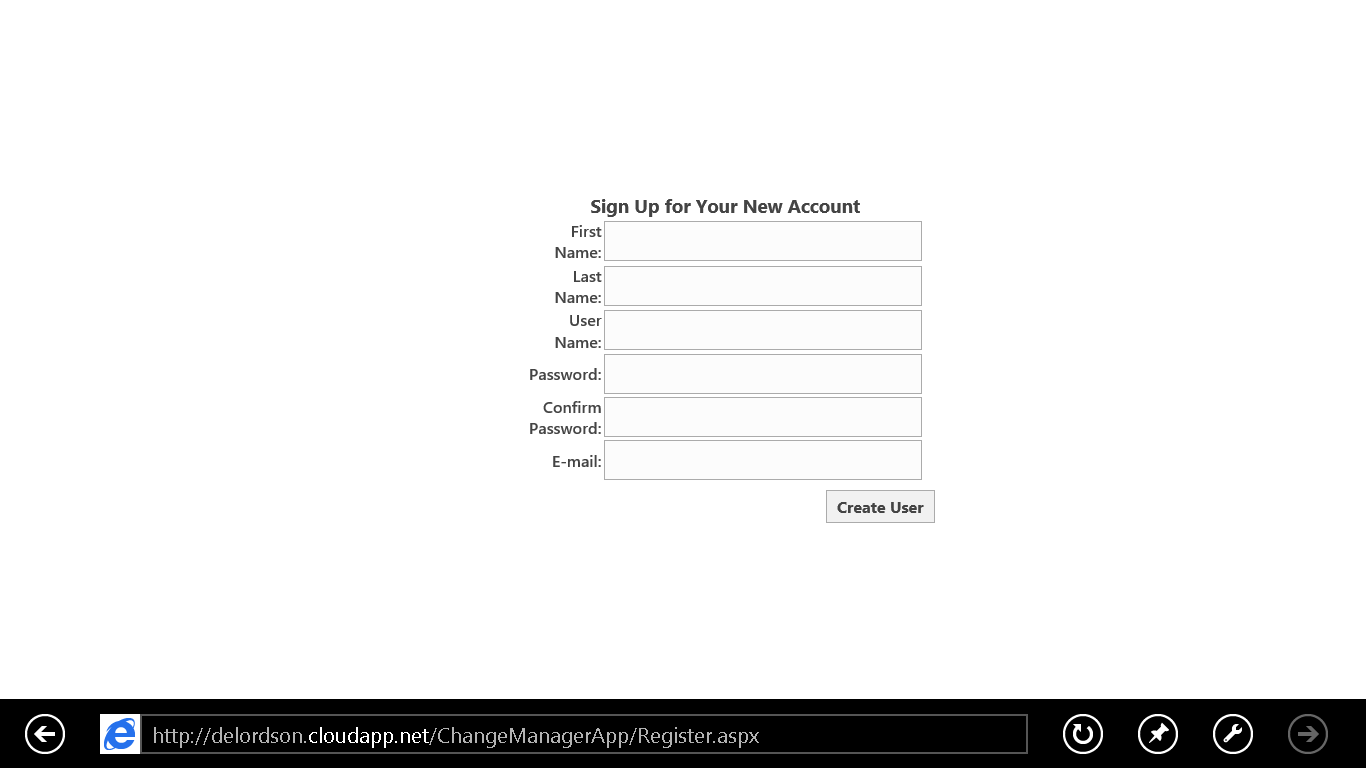 Sign Up for Your New Account
First
Name:
Last
Name:
User
Name:
Password:
Confirm
Password:
E-mail:
Create User
http://delordson.cloudapp.net/ChangeManagerApp/Register.aspx